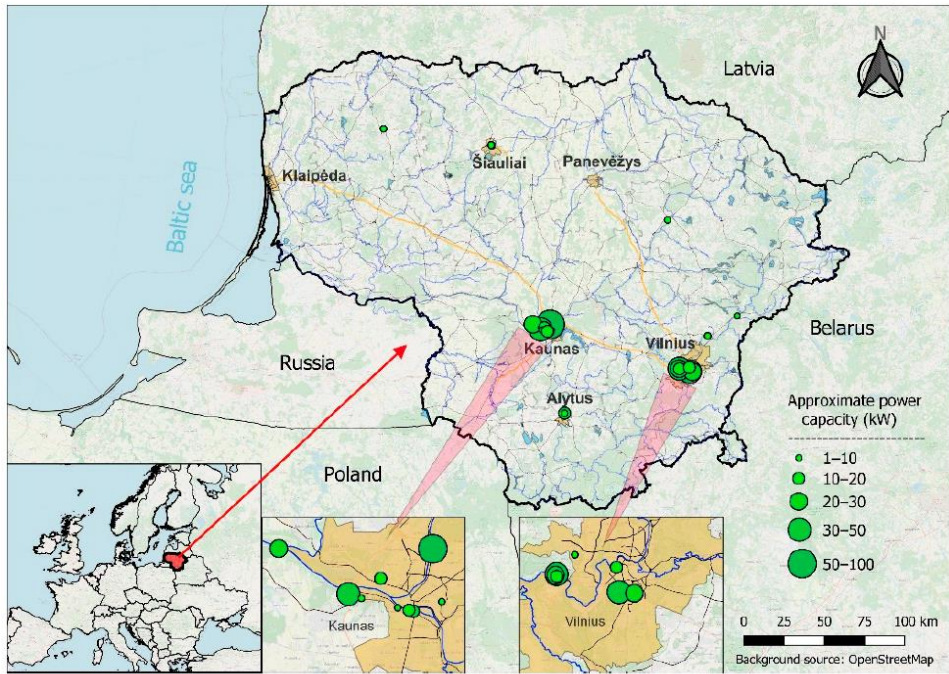 N
Latvia
Baltic sea
Klaipėda
Šiauliai
Panevėžys
Russia
Kaunas
Vilnius
Belarus
Alytus
Poland
Approximate power
capacity (kW)
1–10
10–20
20–30
30–50
50–100
Kaunas
Vilnius
0 25 50 75 100 km
Background source: OpenStreetMap